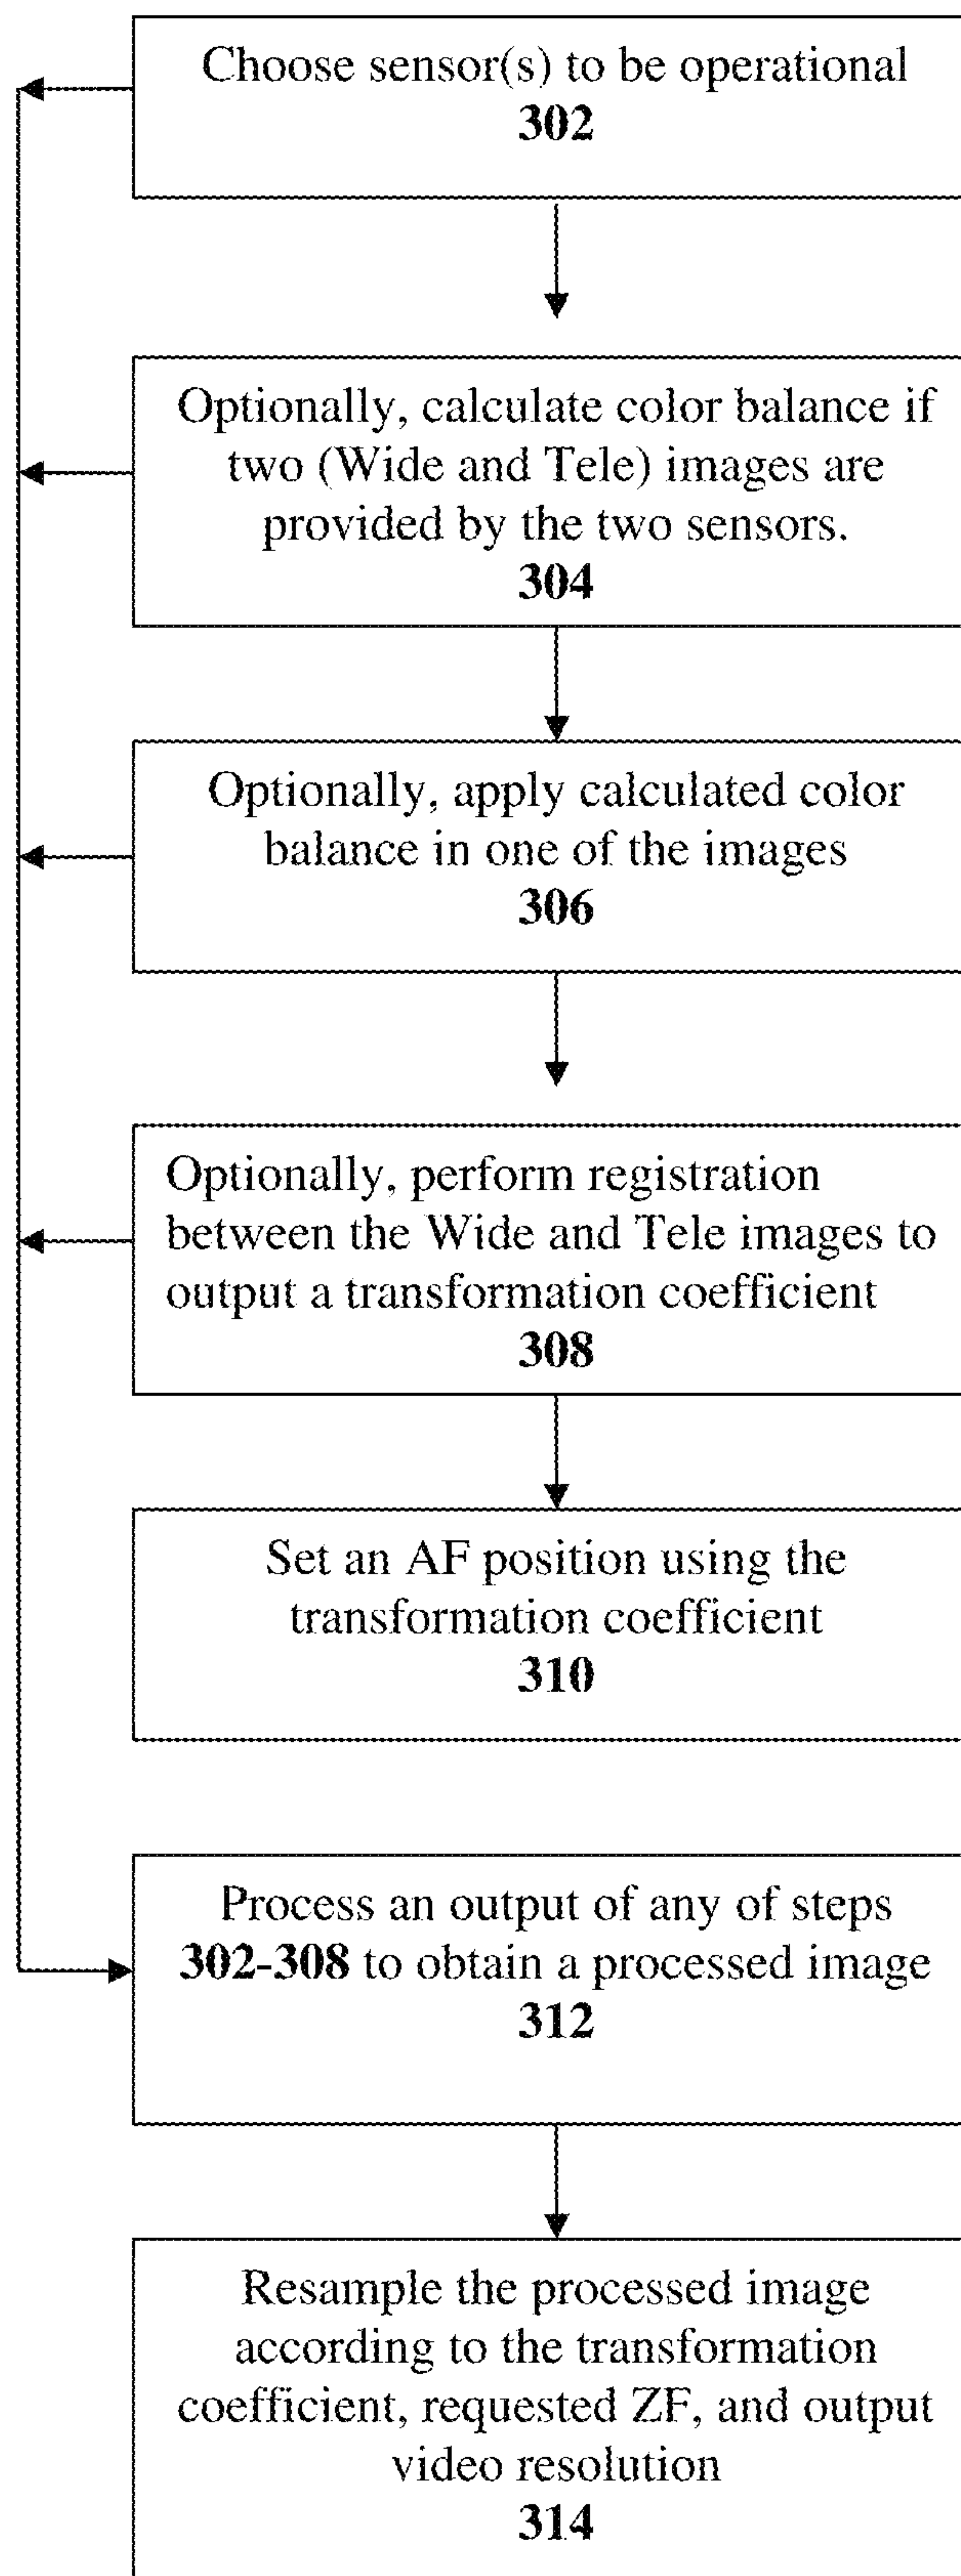 Choose sensor(s) to be operational
302
Optionally, calculate color balance if
two (Wide and Tele) images are
provided by the two sensors.
304
Optionally, apply calculated color
balance in one of the images
306
Optionally, perform registration
between the Wide and Tele images to
output a transformation coefficient
308
Set an AF position using the
transformation coefficient
310
Process an output of any of steps
302-308 to obtain a processed image
312
Resample the processed image
according to the transformation
coefficient, requested ZF, and output
video resolution
314